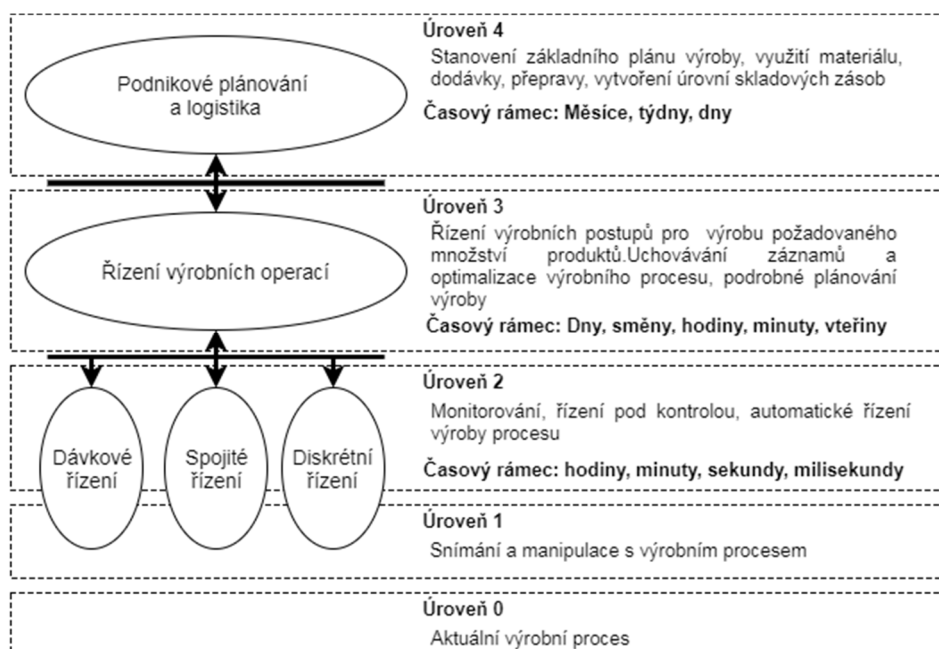 Úroveň 4
Stanovení základního plánu výroby, využití materiálu,
dodávky, přepravy, vytvoření úrovní skladových zásob
Časový rámec: Měsíce, týdny, dny
Podnikové plánování
a logistika
Úroveň 3
Řízení výrobních postupů pro výrobu požadovaného
množství produktů.Uchovávání záznamů a
optimalizace výrobního procesu, podrobné plánování
výroby
Časový rámec: Dny, směny, hodiny, minuty, vteřiny
Řízení výrobních operací
Úroveň 2
Monitorování, řízení pod kontrolou, automatické řízení
výroby procesu
Časový rámec: hodiny, minuty, sekundy, milisekundy
Dávkové
řízení
Spojité
řízení
Diskrétní
řízení
Úroveň 1
Snímání a manipulace s výrobním procesem
Úroveň 0
Aktuální výrobní proces